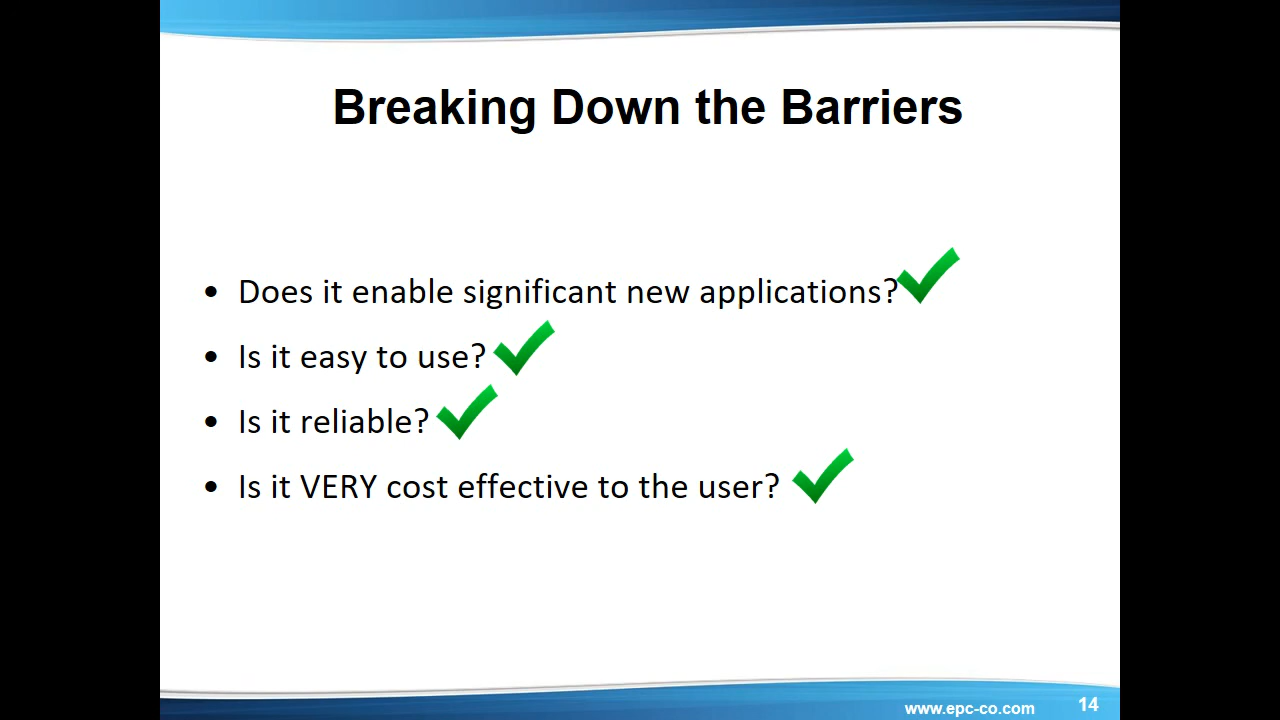 Breaking Down the Barriers
• Does it enable significant new applications?
• Is it easy to use?
• Is it reliable?
• Is it VERY cost effective to the user?
www.epc-co.com
14